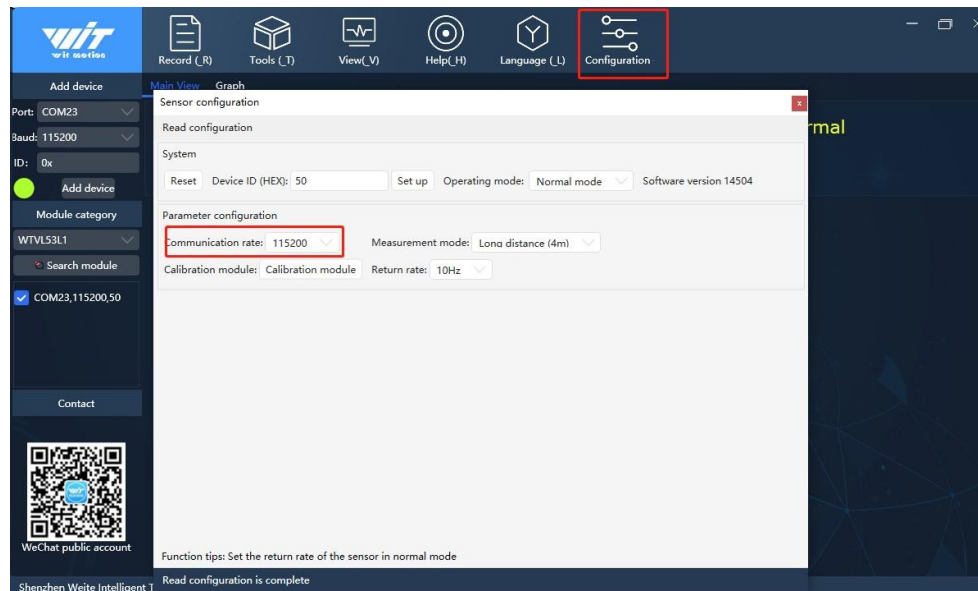 WIT
wit motion
Record (_R)
Tools (_T)
View(_V)
Help(_H)
Language (_L)
Configuration
Add device
Main View Graph
Port: COM23
Baud: 115200
ID: 0x
Add device
Module category
WTVL53L1
Search module
COM23,115200,50
Contact
WeChat public account
Shenzhen Weite Intelligent T
rmal
Sensor configuration
x
Read configuration
System
Reset Device ID (HEX): 50 Set up Operating mode: Normal mode Software version 14504
Parameter configuration
Communication rate: 115200 Measurement mode: Long distance (4m)
Calibration module: Calibration module Return rate: 10Hz
Function tips: Set the return rate of the sensor in normal mode
Read configuration is complete